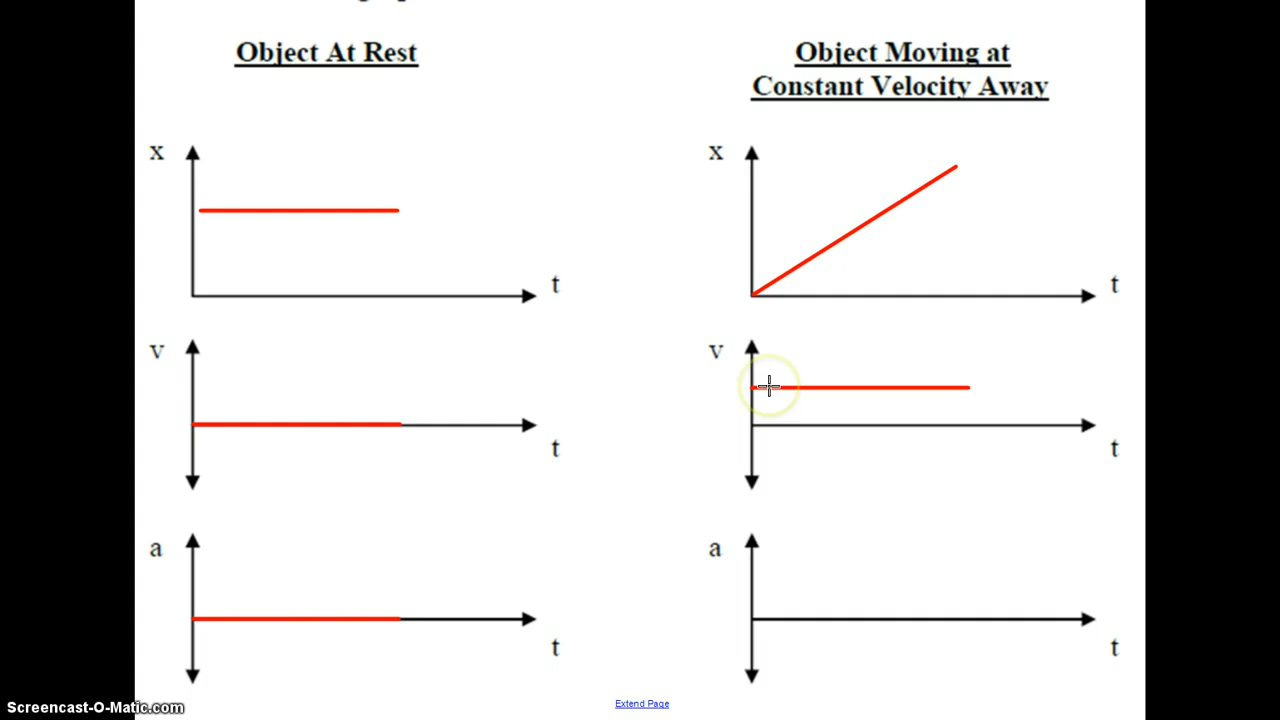 Object At Rest
Object Moving at
Constant Velocity Away
x
t
x
t
v
t
v
t
a
t
a
t
Extend Page
Screencast-O-Matic.com